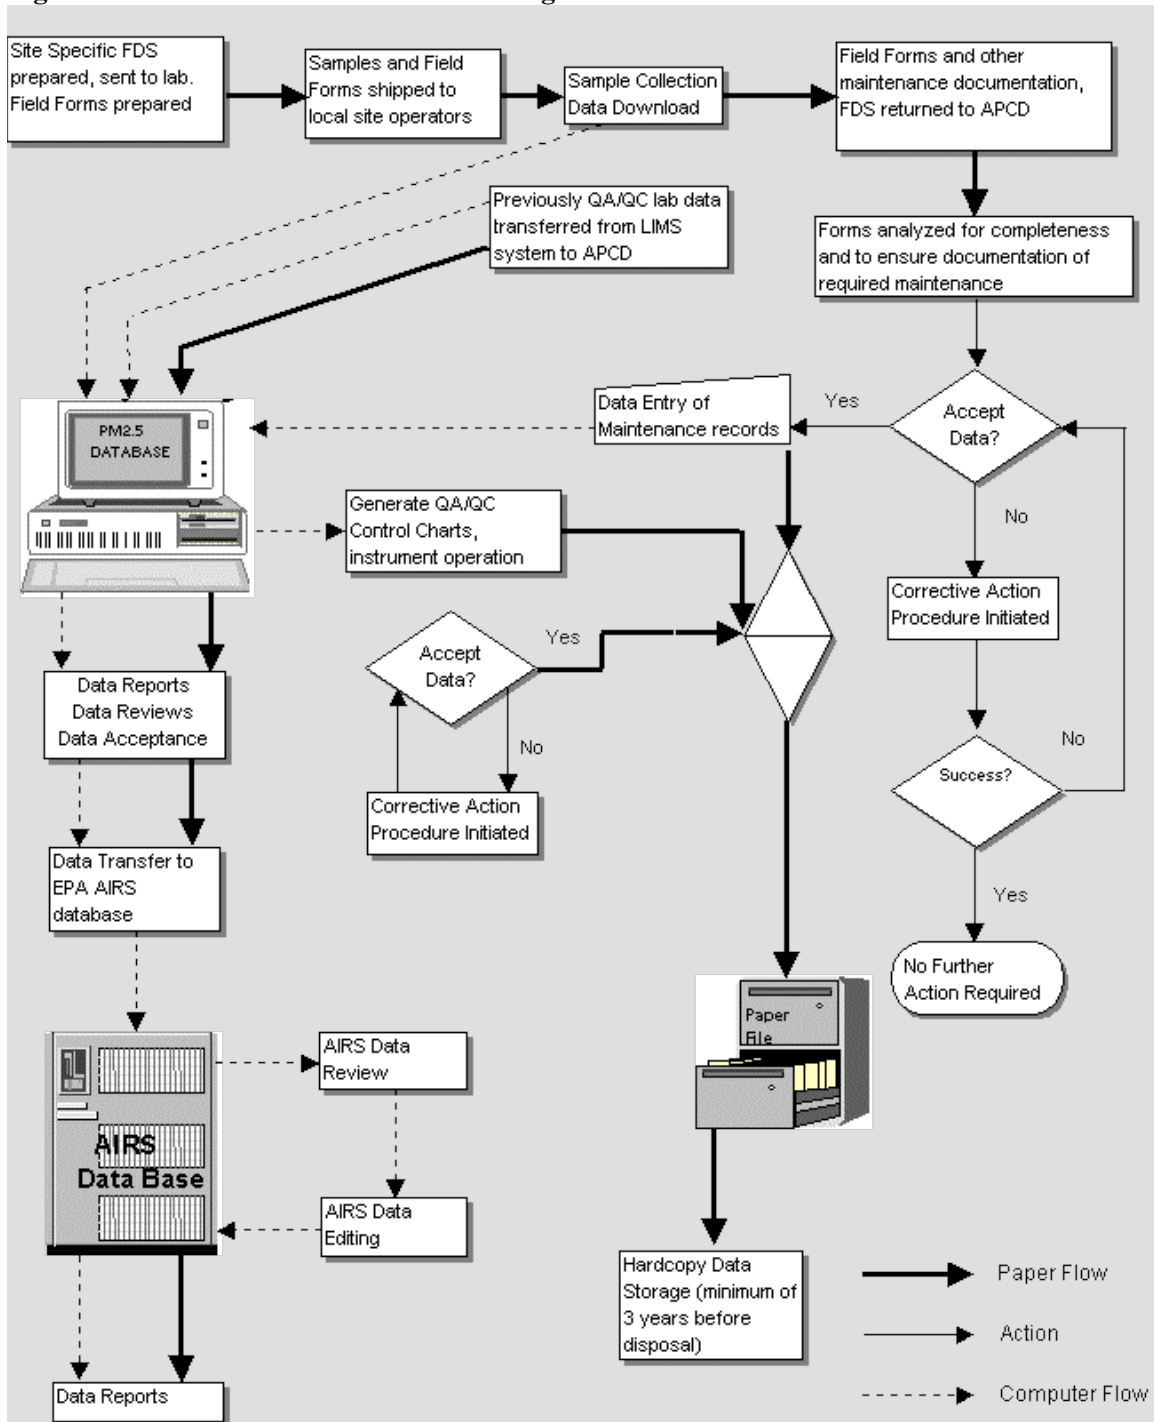 Site Specific FDS
prepared, sent to lab.
Field Forms prepared
Samples and Field
Forms shipped to
local site operators
Sample Collection
Data Download
Field Forms and other
maintenance documentation,
FDS returned to APCD
Previously QA/QC lab data
transferred from LIMS
system to APCD
Forms analyzed for completeness
and to ensure documentation of
required maintenance
PM2.5
DATABASE
Data Entry of
Maintenance records
Yes
Accept
Data?
No
Generate QA/QC
Control Charts,
instrument operation
Corrective Action
Procedure Initiated
Accept
Data?
Yes
No
Corrective Action
Procedure Initiated
Data Reports
Data Reviews
Data Acceptance
Success?
No
Yes
No Further
Action Required
Data Transfer to
EPA AIRS
database
Paper
File
AIRS
Data Base
AIRS Data
Review
AIRS Data
Editing
Hardcopy Data
Storage (minimum of
3 years before
disposal)
Data Reports
Paper Flow
Action
Computer Flow